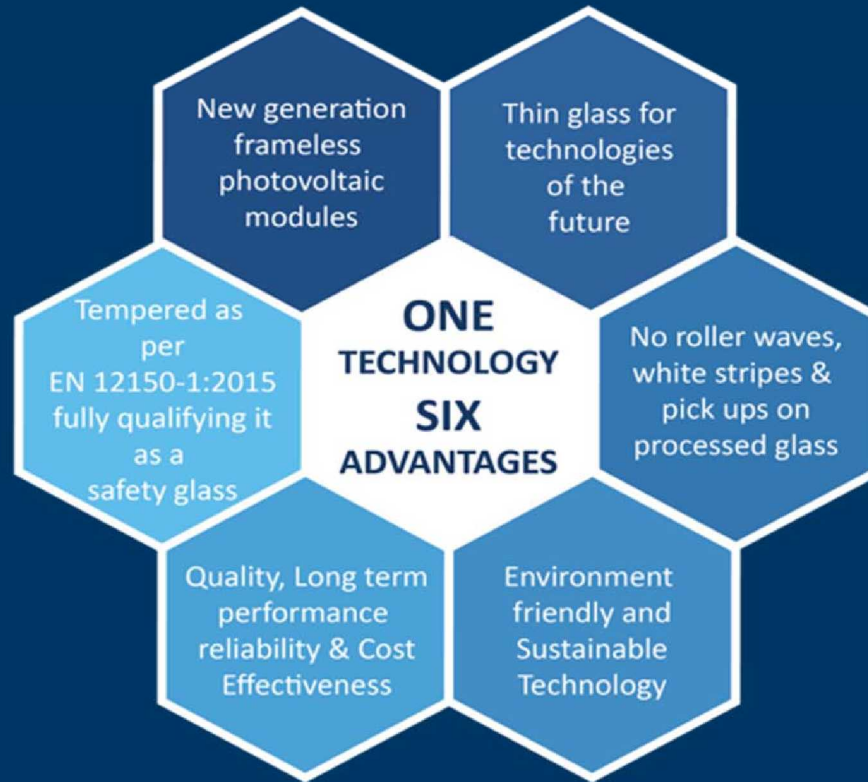 New generation
frameless
photovoltaic
modules
Thin glass for
technologies
of the
future
Tempered as
per
EN 12150-1:2015
fully qualifying it
as a
safety glass
ONE
TECHNOLOGY
SIX
ADVANTAGES
No roller waves,
white stripes &
pick ups on
processed glass
Quality, Long term
performance
reliability & Cost
Effectiveness
Environment
friendly and
Sustainable
Technology